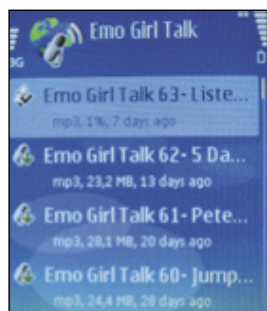 Emo Girl Talk
3G
Emo Girl Talk 63- Liste...
mp3, 1%, 7 days ago
Emo Girl Talk 62- 5 Da...
mp3, 23,2 MB, 13 days ago
Emo Girl Talk 61- Pete...
mp3, 28,1 MB, 20 days ago
Emo Girl Talk 60- Jump...
mp3, 24,4 MB, 28 days ago